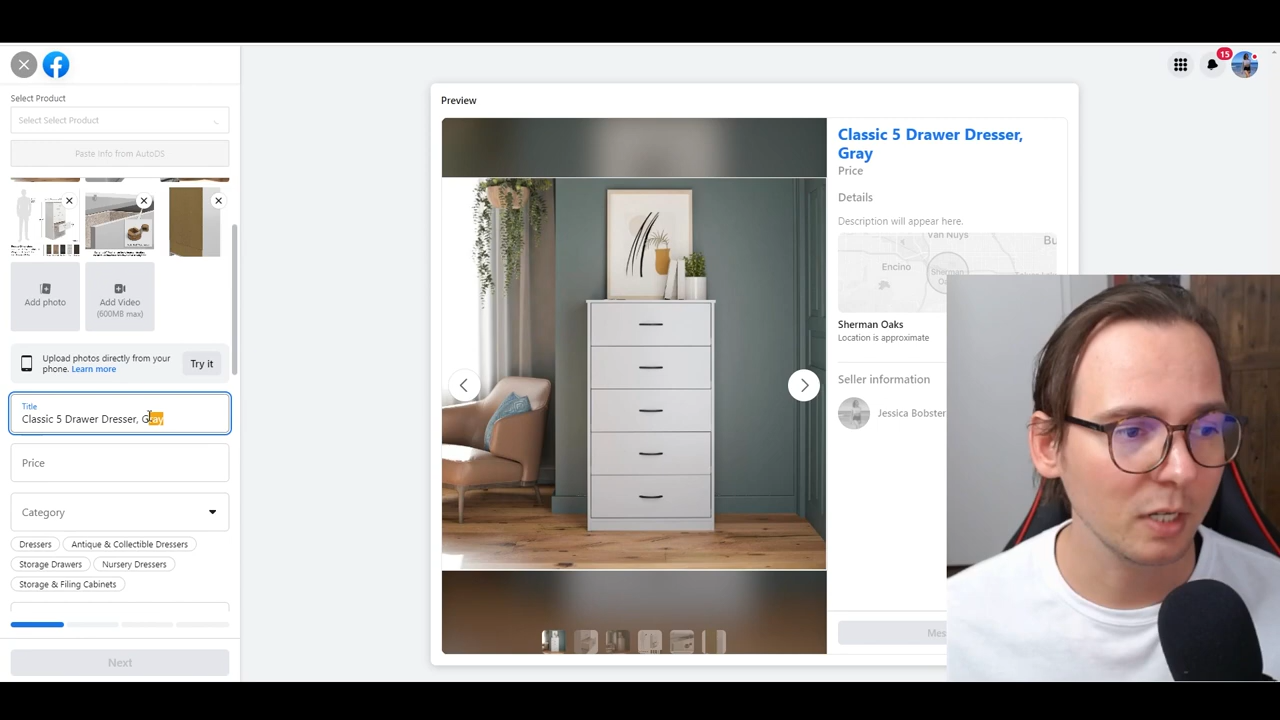 Select Product
Select Select Product
Paste Info from AutoDS
Add photo
Add Video
(600MB max)
Upload photos directly from your
phone. Learn more
Try it
Title
Classic 5 Drawer Dresser, Gray
Price
Category
Dressers
Antique & Collectible Dressers
Storage Drawers
Nursery Dressers
Storage & Filing Cabinets
Next
Preview
Classic 5 Drawer Dresser,
Gray
Price
Details
Description will appear here.
Van Nuys
Bu
Encino
Sherman
Sherman Oaks
Location is approximate
Seller information
Jessica Bobster
Mes
15